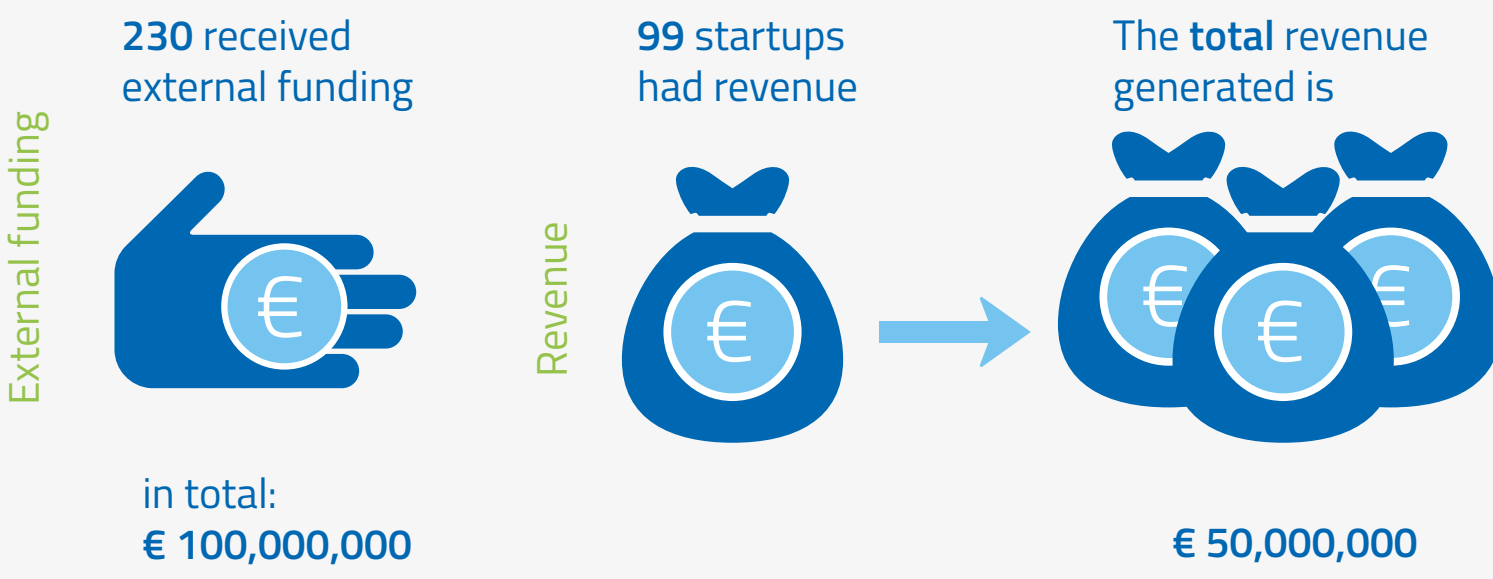 External funding
230 received
external funding
€
in total:
€ 100,000,000
Revenue
99 startups
had revenue
€
The total revenue
generated is
€ € €
€ 50,000,000